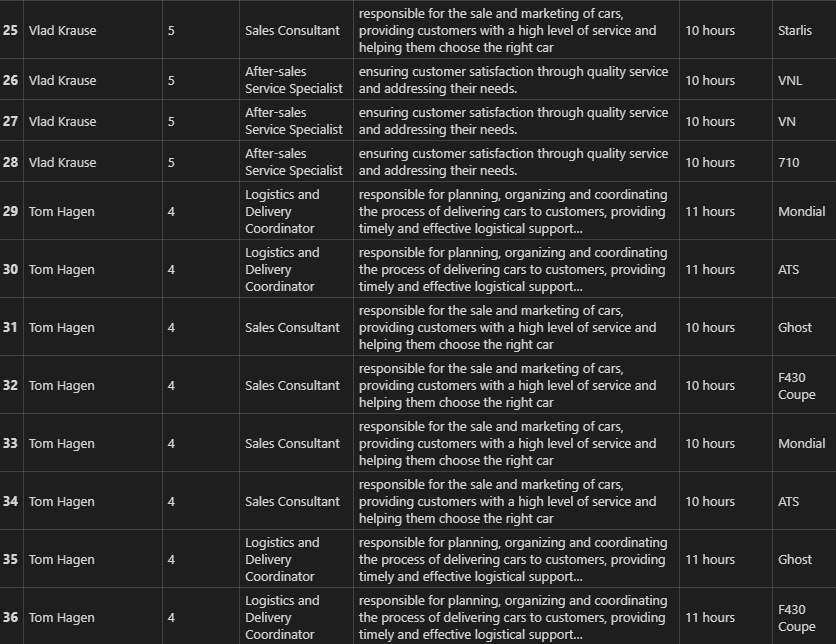 25 Vlad Krause 5 Sales Consultant responsible for the sale and marketing of cars, providing customers with a high level of service and helping them choose the right car 10 hours Starlis
26 Vlad Krause 5 After-sales Service Specialist ensuring customer satisfaction through quality service and addressing their needs. 10 hours VNL
27 Vlad Krause 5 After-sales Service Specialist ensuring customer satisfaction through quality service and addressing their needs. 10 hours VN
28 Vlad Krause 5 After-sales Service Specialist ensuring customer satisfaction through quality service and addressing their needs. 10 hours 710
29 Tom Hagen 4 Logistics and Delivery Coordinator responsible for planning, organizing and coordinating the process of delivering cars to customers, providing timely and effective logistical support... 11 hours Mondial
30 Tom Hagen 4 Logistics and Delivery Coordinator responsible for planning, organizing and coordinating the process of delivering cars to customers, providing timely and effective logistical support... 11 hours ATS
31 Tom Hagen 4 Sales Consultant responsible for the sale and marketing of cars, providing customers with a high level of service and helping them choose the right car 10 hours Ghost
32 Tom Hagen 4 Sales Consultant responsible for the sale and marketing of cars, providing customers with a high level of service and helping them choose the right car 10 hours F430 Coupe
33 Tom Hagen 4 Sales Consultant responsible for the sale and marketing of cars, providing customers with a high level of service and helping them choose the right car 10 hours Mondial
34 Tom Hagen 4 Sales Consultant responsible for the sale and marketing of cars, providing customers with a high level of service and helping them choose the right car 10 hours ATS
35 Tom Hagen 4 Logistics and Delivery Coordinator responsible for planning, organizing and coordinating the process of delivering cars to customers, providing timely and effective logistical support... 11 hours Ghost
36 Tom Hagen 4 Logistics and Delivery Coordinator responsible for planning, organizing and coordinating the process of delivering cars to customers, providing timely and effective logistical support... 11 hours F430 Coupe